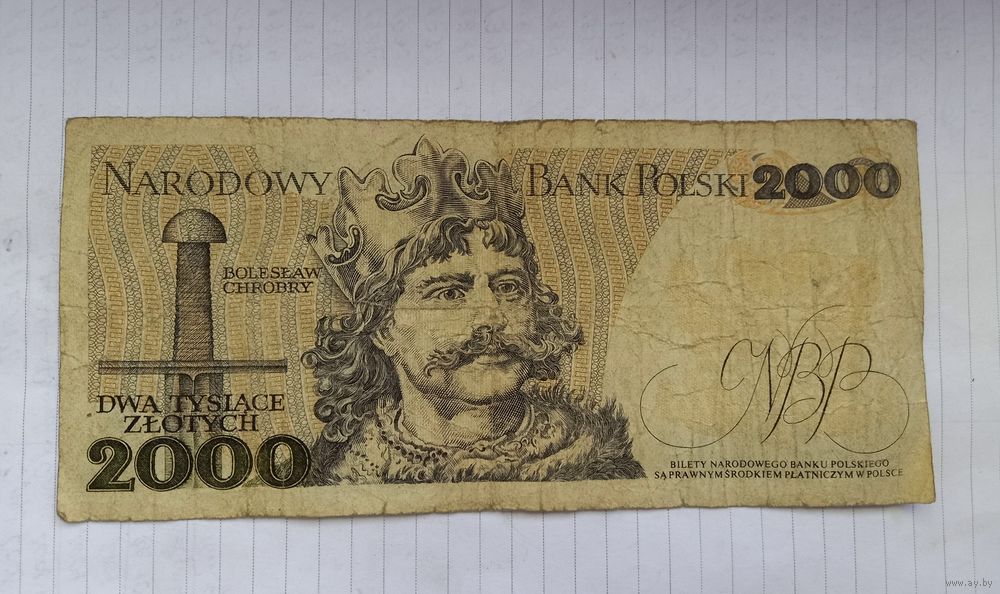 NARODOWY BANK POLSKI 2000
BOLESŁAW
CHROBRY
DWA TYSIĄCE
ZŁOTYCH
2000
NBP
BILETY NARODOWEGO BANKU POLSKIEGO
SĄ PRAWNYM ŚRODKIEM PŁATNICZYM W POLSCE
www.ay.by